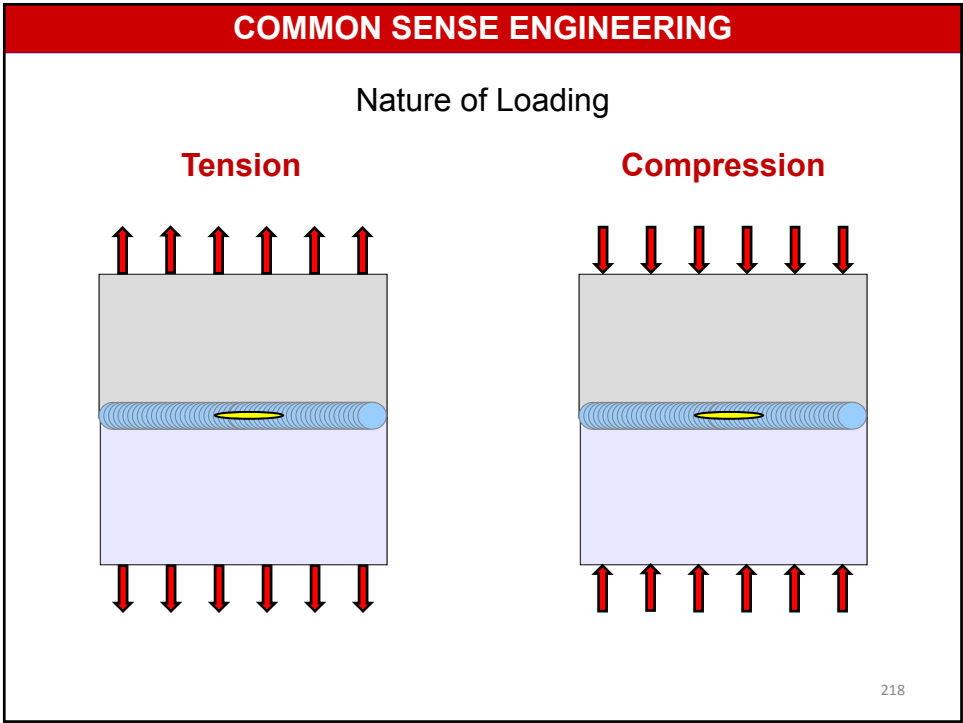 COMMON SENSE ENGINEERING
Nature of Loading
Tension
Compression
218